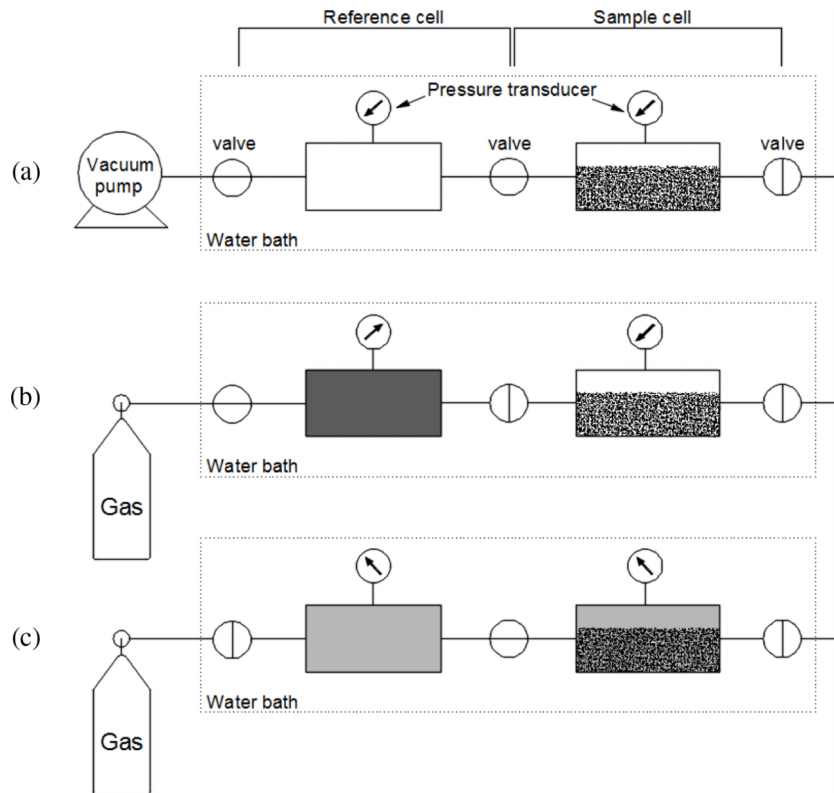 Reference cell
Sample cell
Pressure transducer
valve
valve
valve
(a)
Vacuum
pump
Water bath
(b)
Gas
Water bath
(c)
Gas
Water bath